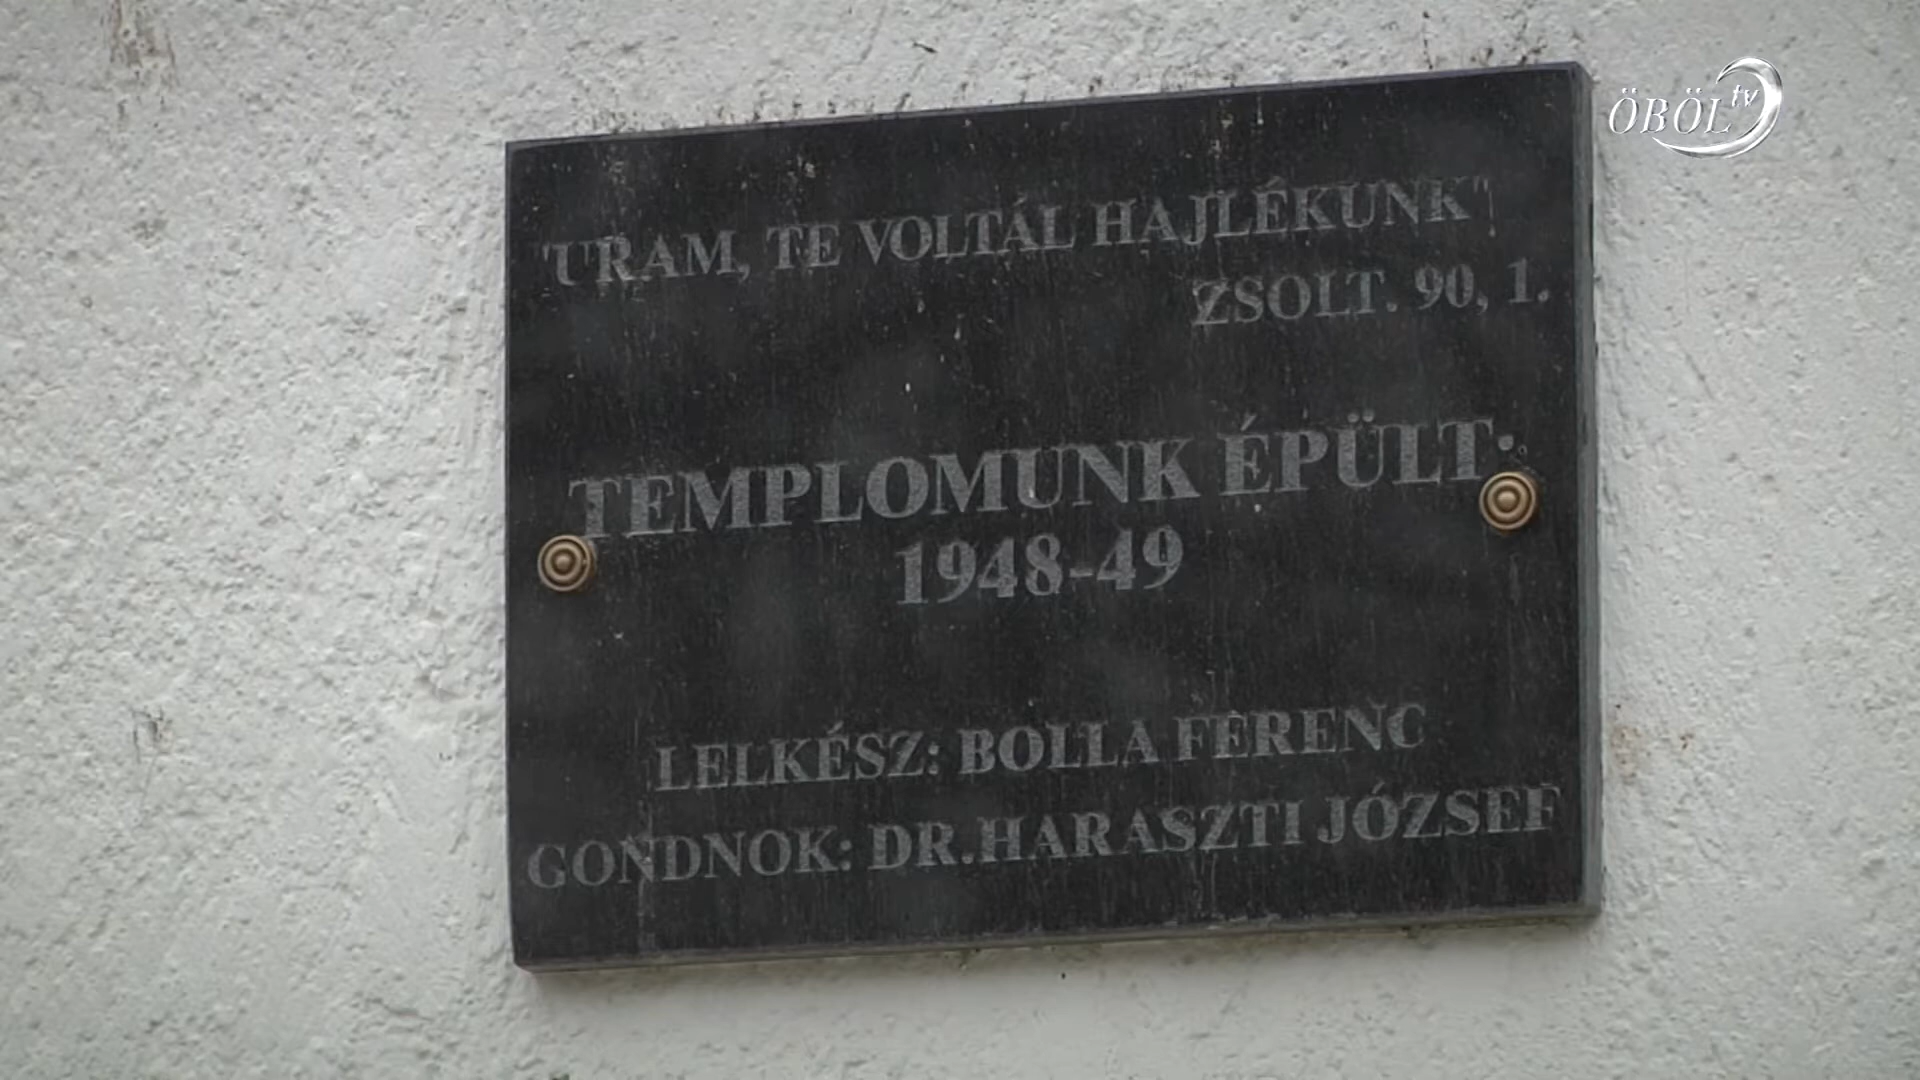 ÖBÖL tv
"URAM, TE VOLTÁL HAJLÉKUNK"
ZSOLT. 90, 1.
TEMPLOMUNK ÉPÜLT:
1948-49
LELKÉSZ: BOLLA FERENC
GONDNOK: DR.HARASZTI JÓZSEF